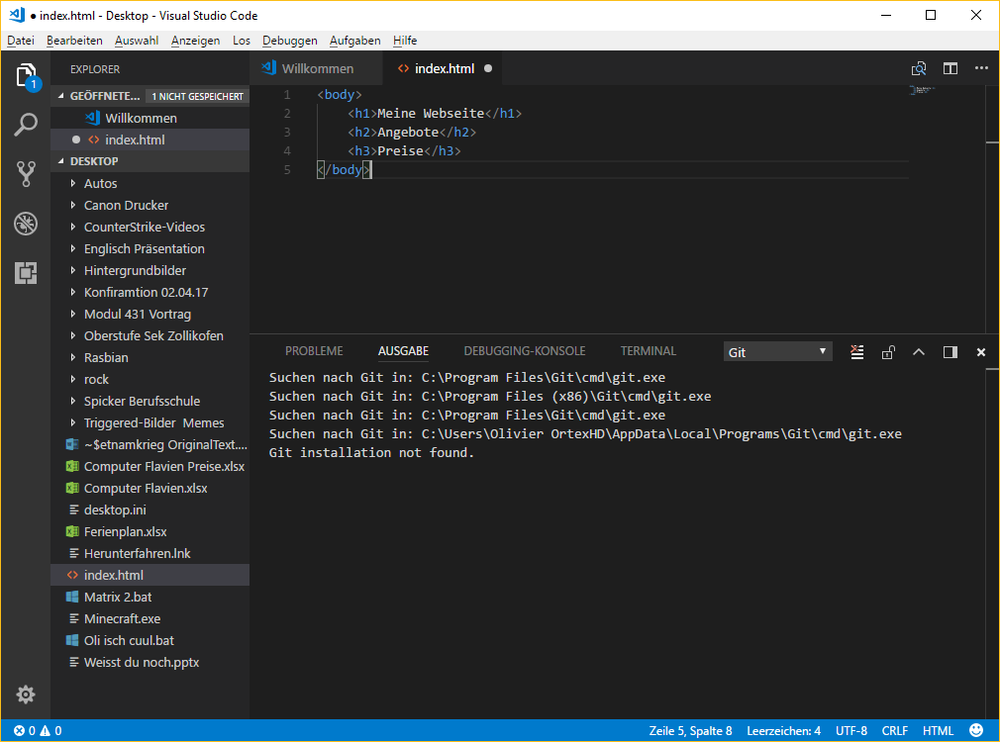 ● index.html - Desktop - Visual Studio Code
Datei Bearbeiten Auswahl Anzeigen Los Debuggen Aufgaben Hilfe
1
EXPLORER
GEÖFFNETE... 1 NICHT GESPEICHERT
Willkommen
index.html
DESKTOP
Autos
Canon Drucker
CounterStrike-Videos
Englisch Präsentation
Hintergrundbilder
Konfiramtion 02.04.17
Modul 431 Vortrag
Oberstufe Sek Zollikofen
Rasbian
rock
Spicker Berufsschule
Triggered-Bilder Memes
~$etnamkrieg OriginalText....
Computer Flavien Preise.xlsx
Computer Flavien.xlsx
desktop.ini
Ferienplan.xlsx
Herunterfahren.lnk
index.html
Matrix 2.bat
Minecraft.exe
Oli isch cuul.bat
Weisst du noch.pptx
Willkommen index.html
1 <body>
2 <h1>Meine Webseite</h1>
3 <h2>Angebote</h2>
4 <h3>Preise</h3>
5 </body>
PROBLEME AUSGABE DEBUGGING-KONSOLE TERMINAL Git
Suchen nach Git in: C:\Program Files\Git\cmd\git.exe
Suchen nach Git in: C:\Program Files (x86)\Git\cmd\git.exe
Suchen nach Git in: C:\Program Files\Git\cmd\git.exe
Suchen nach Git in: C:\Users\Olivier OrtexHD\AppData\Local\Programs\Git\cmd\git.exe
Git installation not found.
0 0 Zeile 5, Spalte 8 Leerzeichen: 4 UTF-8 CRLF HTML